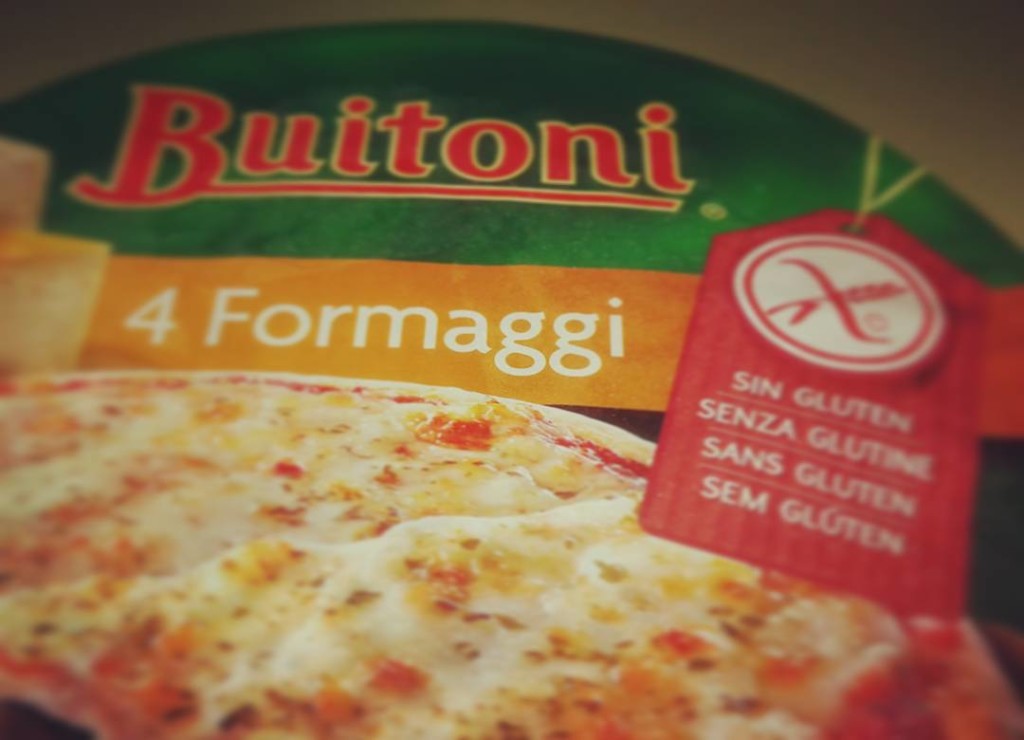 Buitoni
4 Formaggi
SIN GLUTEN
SENZA GLUTINE
SANS GLUTEN
SEM GLÚTEN